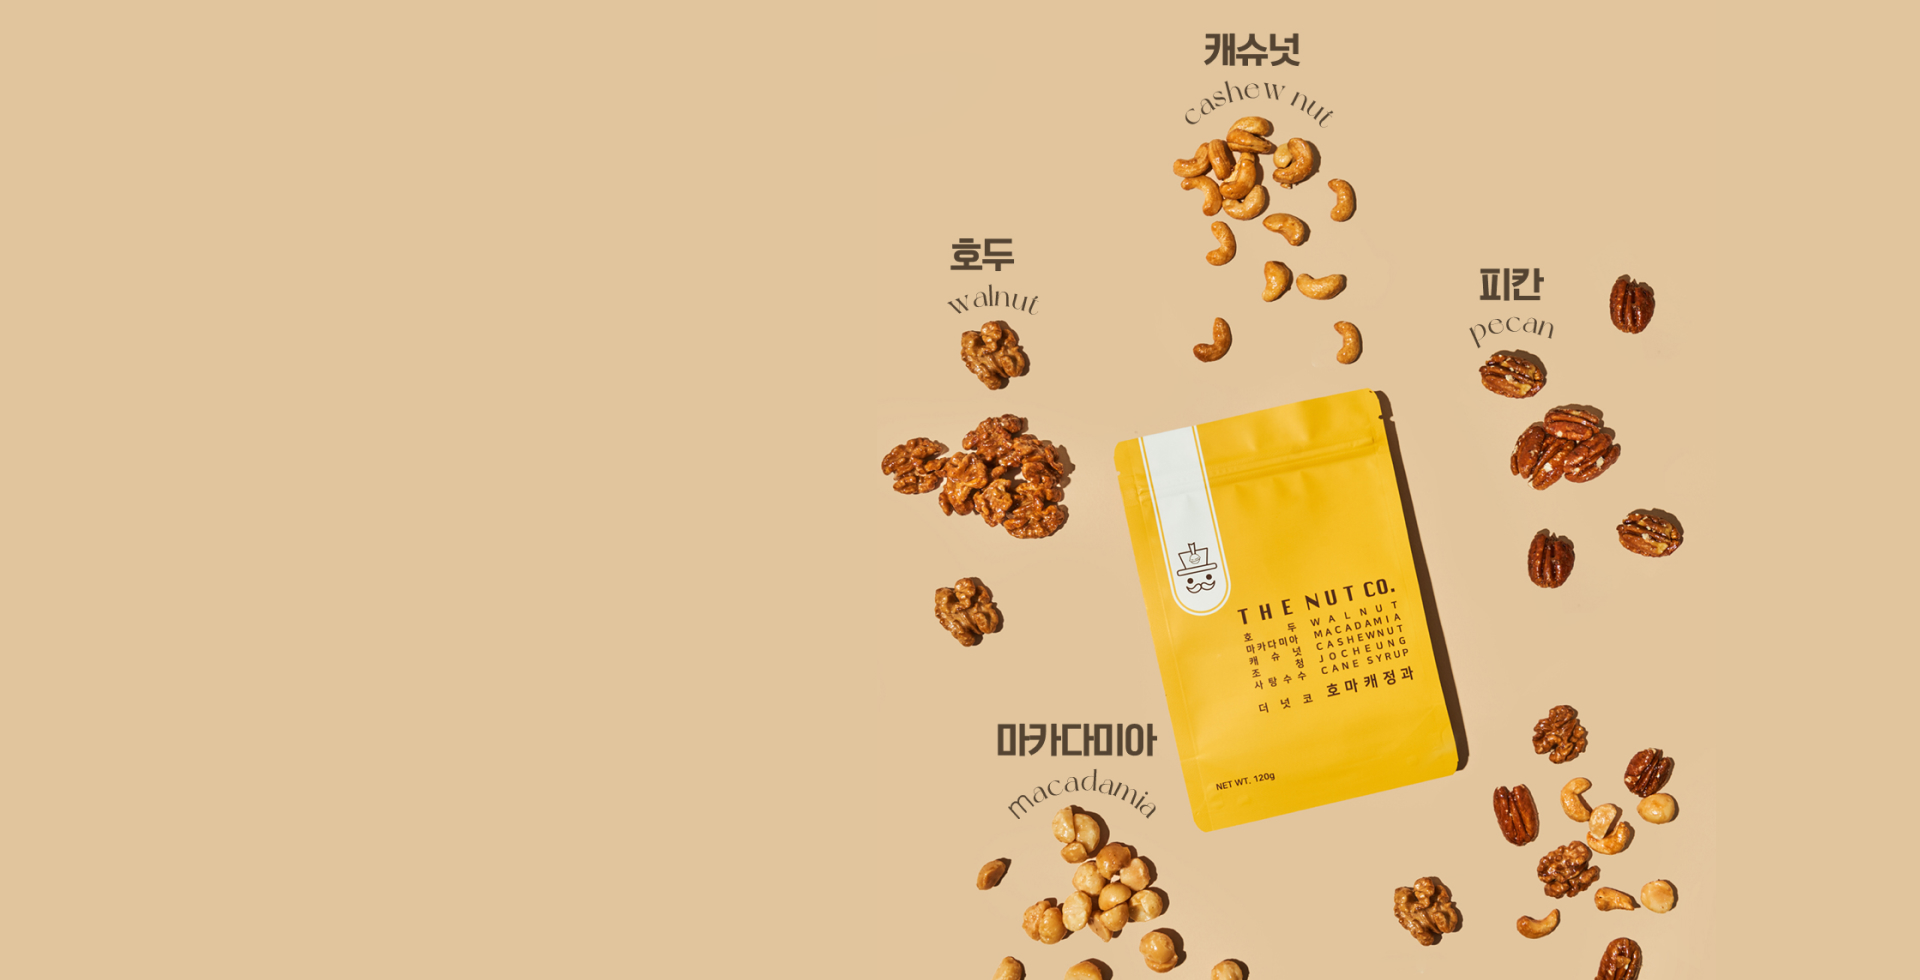 캐슈넛
cashew nut
호두
walnut
피칸
pecan
THE NUT CO.
호두 WALNUT
마카다미아 MACADAMIA
캐슈넛 CASHEWNUT
조청 JOCHEUNG
사탕수수 CANE SYRUP
더넛코 호마캐정과
NET WT. 120g
마카다미아
macadamia